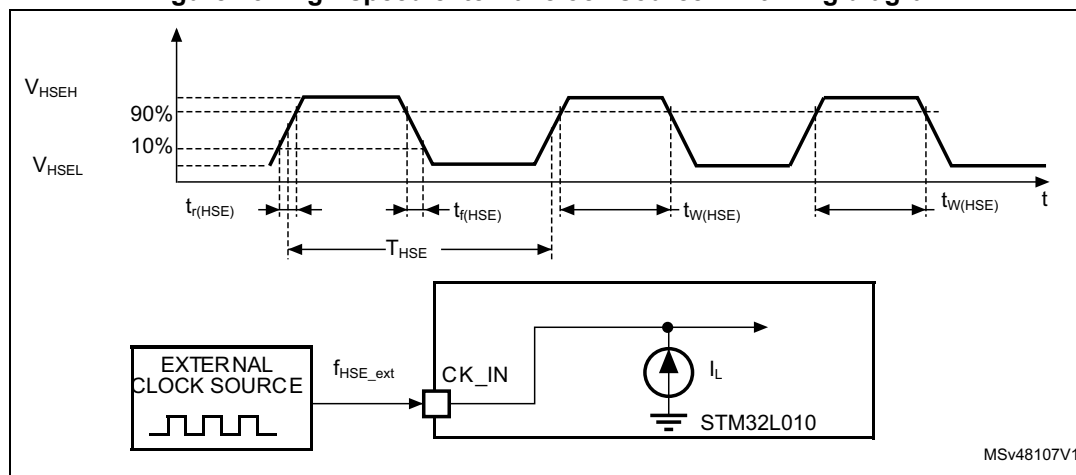 V_HSEH
90%
10%
V_HSEL
t_r(HSE)
t_f(HSE)
t_W(HSE)
t_W(HSE)
t
T_HSE
EXTERNAL
CLOCK SOURCE
f_HSE_ext
CK_IN
I_L
STM32L010
MSv48107V1